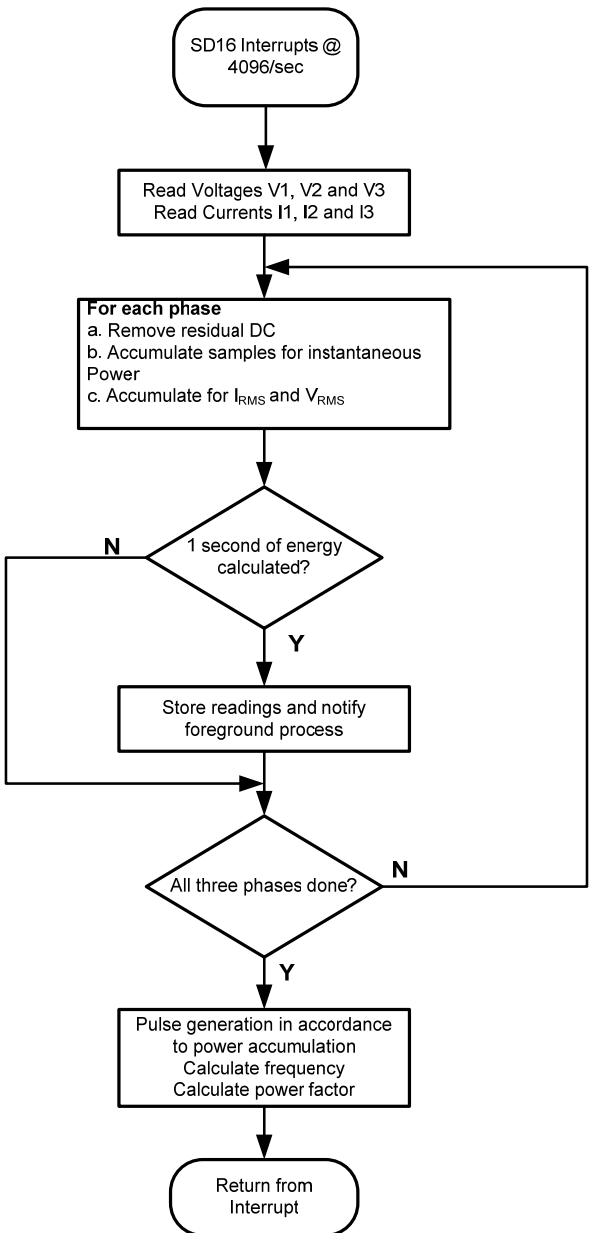 SD16 Interrupts @
4096/sec
Read Voltages V1, V2 and V3
Read Currents I1, I2 and I3
For each phase
a. Remove residual DC
b. Accumulate samples for instantaneous
Power
c. Accumulate for IRMS and VRMS
N
1 second of energy
calculated?
Y
Store readings and notify
foreground process
All three phases done?
N
Y
Pulse generation in accordance
to power accumulation
Calculate frequency
Calculate power factor
Return from
Interrupt